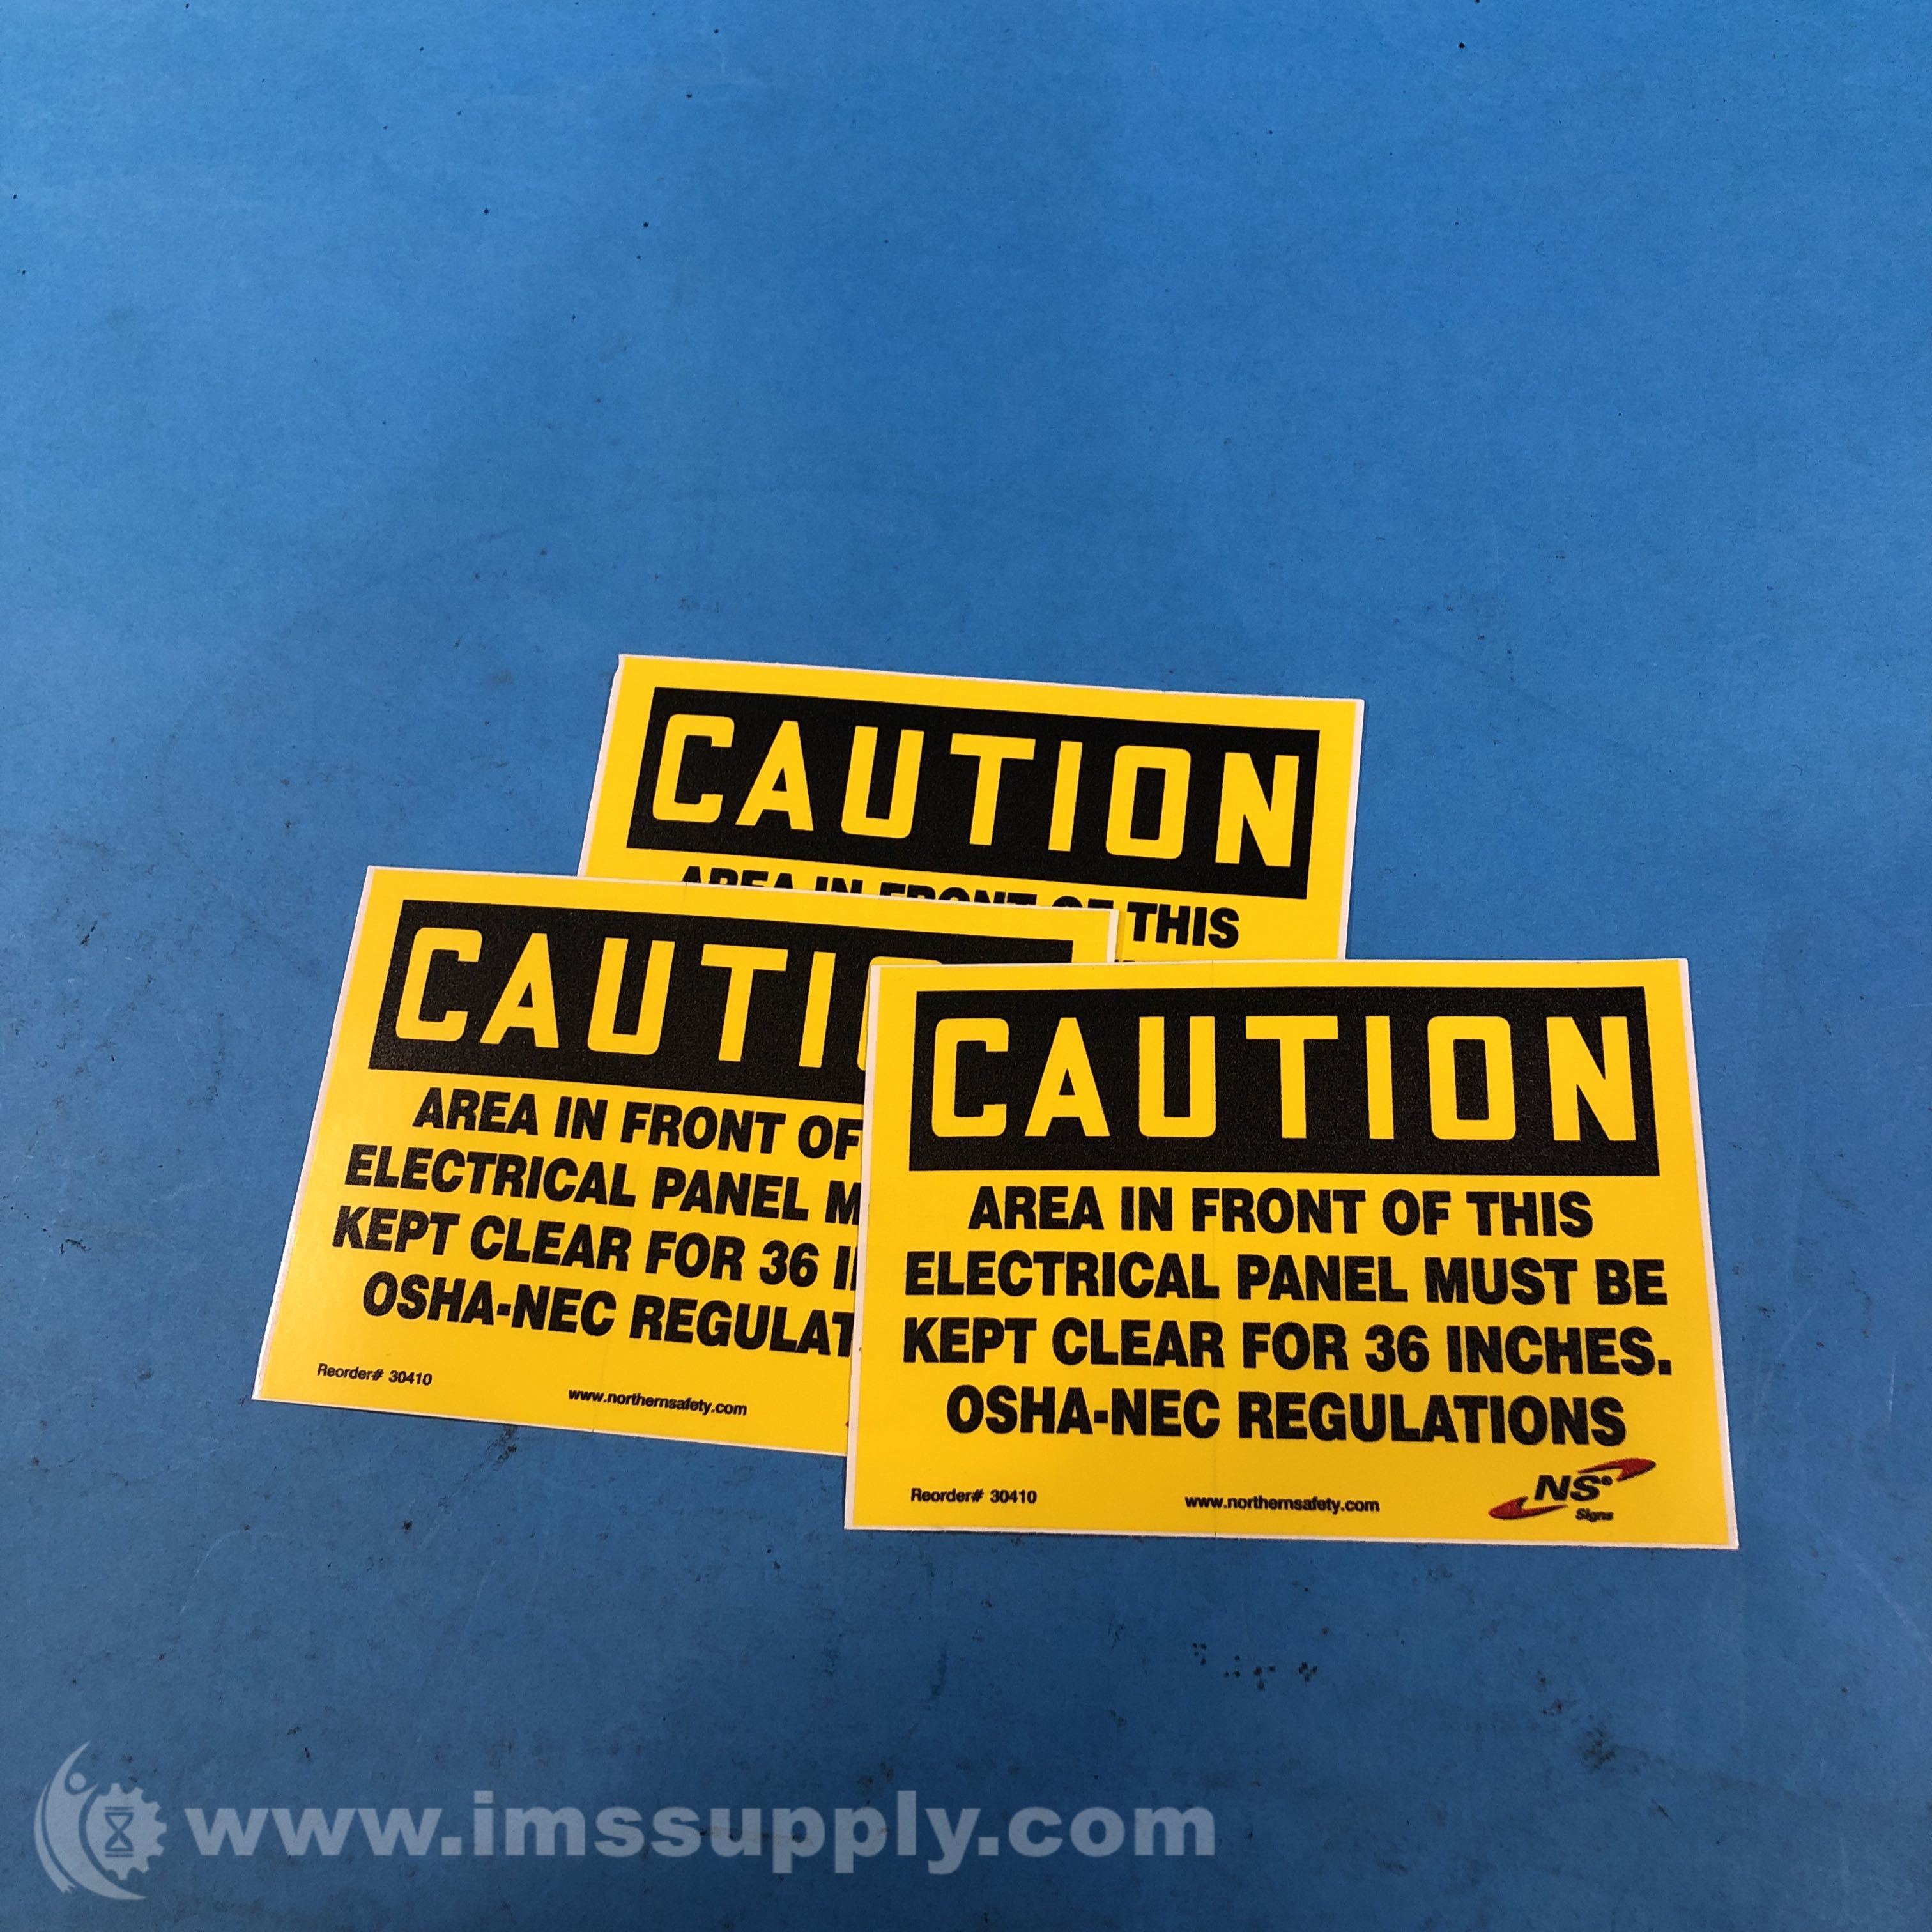 CAUTION
AREA IN FRONT OF THIS
CAUTIO
AREA IN FRONT OF
ELECTRICAL PANEL M
KEPT CLEAR FOR 36 I
OSHA-NEC REGULAT
Reorder# 30410
www.northernsafety.com
CAUTION
AREA IN FRONT OF THIS
ELECTRICAL PANEL MUST BE
KEPT CLEAR FOR 36 INCHES.
OSHA-NEC REGULATIONS
Reorder# 30410
www.northernsafety.com
NS®
Signs
www.imssupply.com